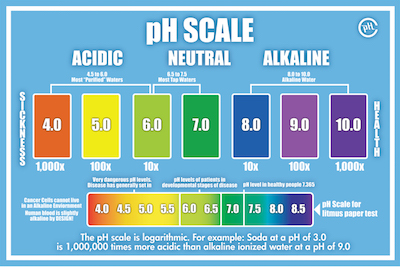 pH SCALE
pH
ACIDIC NEUTRAL ALKALINE
4.5 to 6.0 6.5 to 7.5 8.0 to 10.0
Most "Purified" Waters Most Tap Waters Alkaline Water
SICKNESS
4.0 5.0 6.0 7.0 8.0 9.0 10.0
HEALTH
1,000x 100x 10x 10x 100x 1,000x
Very dangerous pH levels. pH levels of patients in pH level in healthy people 7.365
Disease has generally set in developmental stages of disease
Cancer Cells cannot live
in an Alkaline Environment
Human blood is slightly
alkaline by DESIGN!
4.0 4.5 5.0 5.5 6.0 6.5 7.0 7.5 8.0 8.5
pH Scale for
litmus paper test
The pH scale is logarithmic. For example: Soda at a pH of 3.0
is 1,000,000 times more acidic than alkaline ionized water at a pH of 9.0